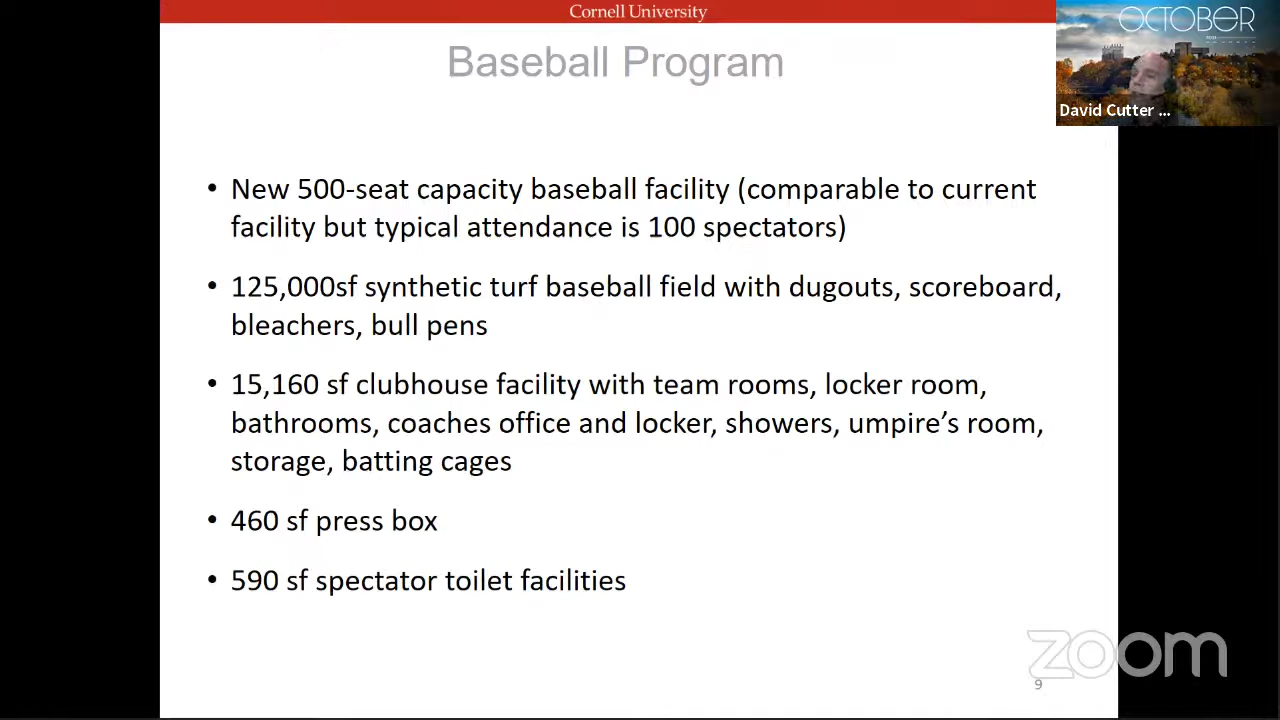 Cornell University
Baseball Program
OCTOBER
David Cutter ...
• New 500-seat capacity baseball facility (comparable to current
facility but typical attendance is 100 spectators)
• 125,000sf synthetic turf baseball field with dugouts, scoreboard,
bleachers, bull pens
• 15,160 sf clubhouse facility with team rooms, locker room,
bathrooms, coaches office and locker, showers, umpire’s room,
storage, batting cages
• 460 sf press box
• 590 sf spectator toilet facilities
zoom
9